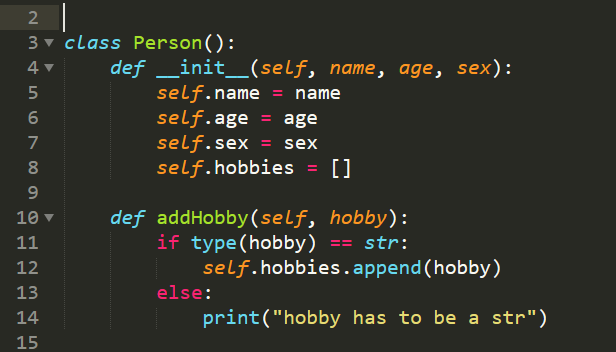 2
3 class Person():
4     def __init__(self, name, age, sex):
5         self.name = name
6         self.age = age
7         self.sex = sex
8         self.hobbies = []
9
10     def addHobby(self, hobby):
11         if type(hobby) == str:
12             self.hobbies.append(hobby)
13         else:
14             print("hobby has to be a str")
15